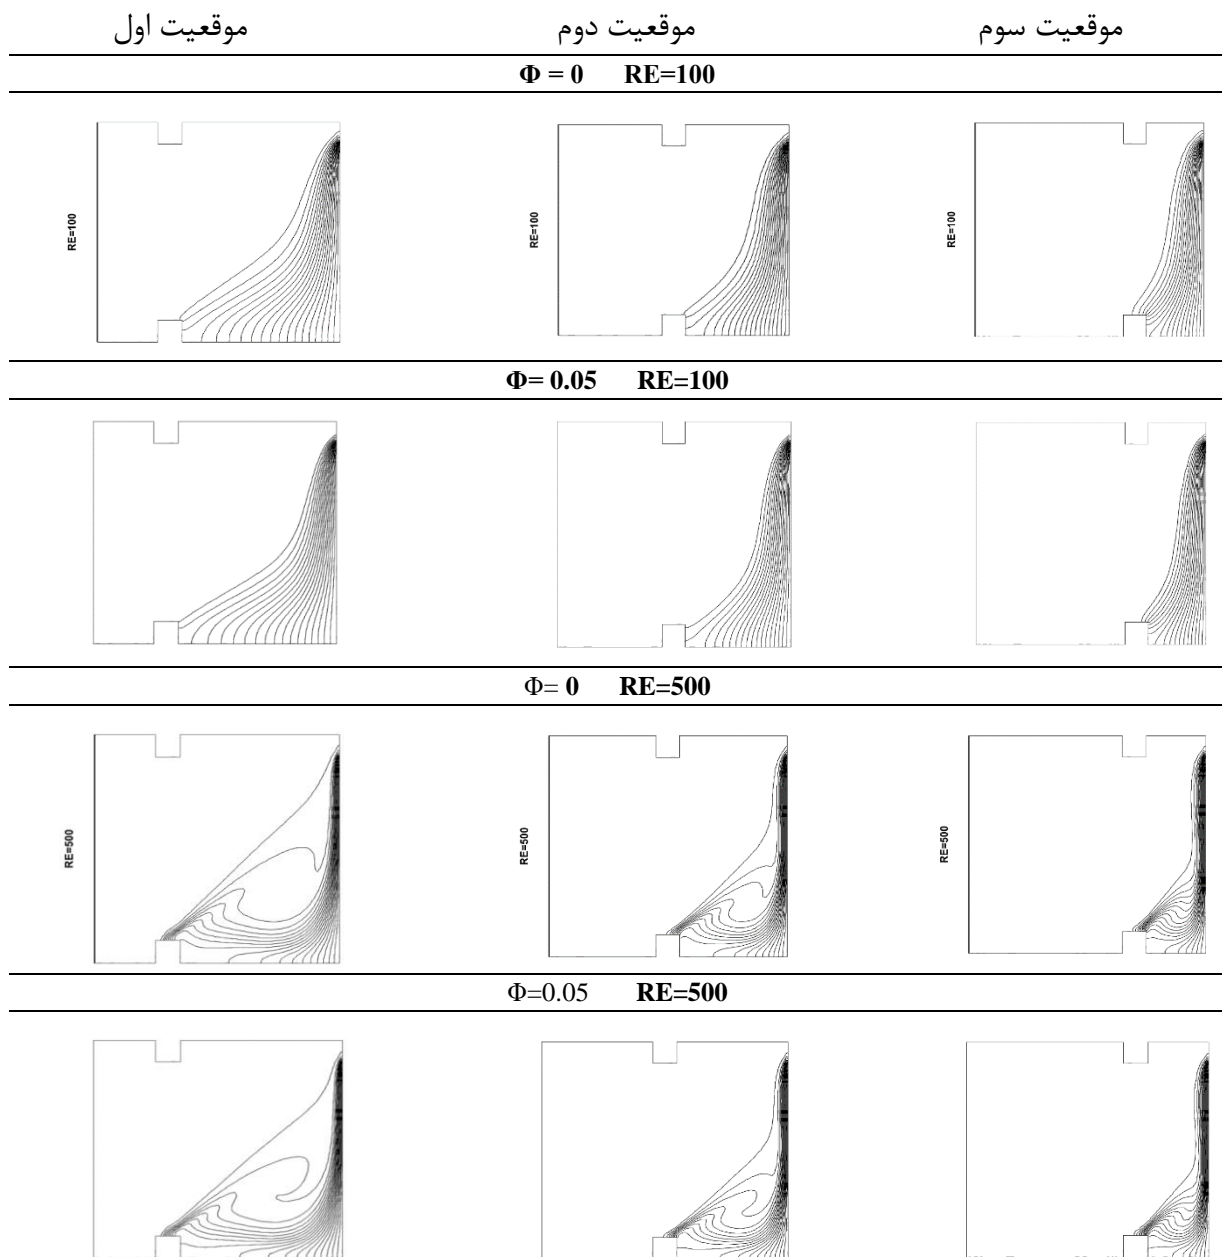 موقعیت اول
موقعیت دوم
موقعیت سوم
Φ = 0 RE=100
RE=100
RE=100
RE=100
Φ= 0.05 RE=100
Φ= 0 RE=500
RE=500
RE=500
RE=500
Φ=0.05 RE=500